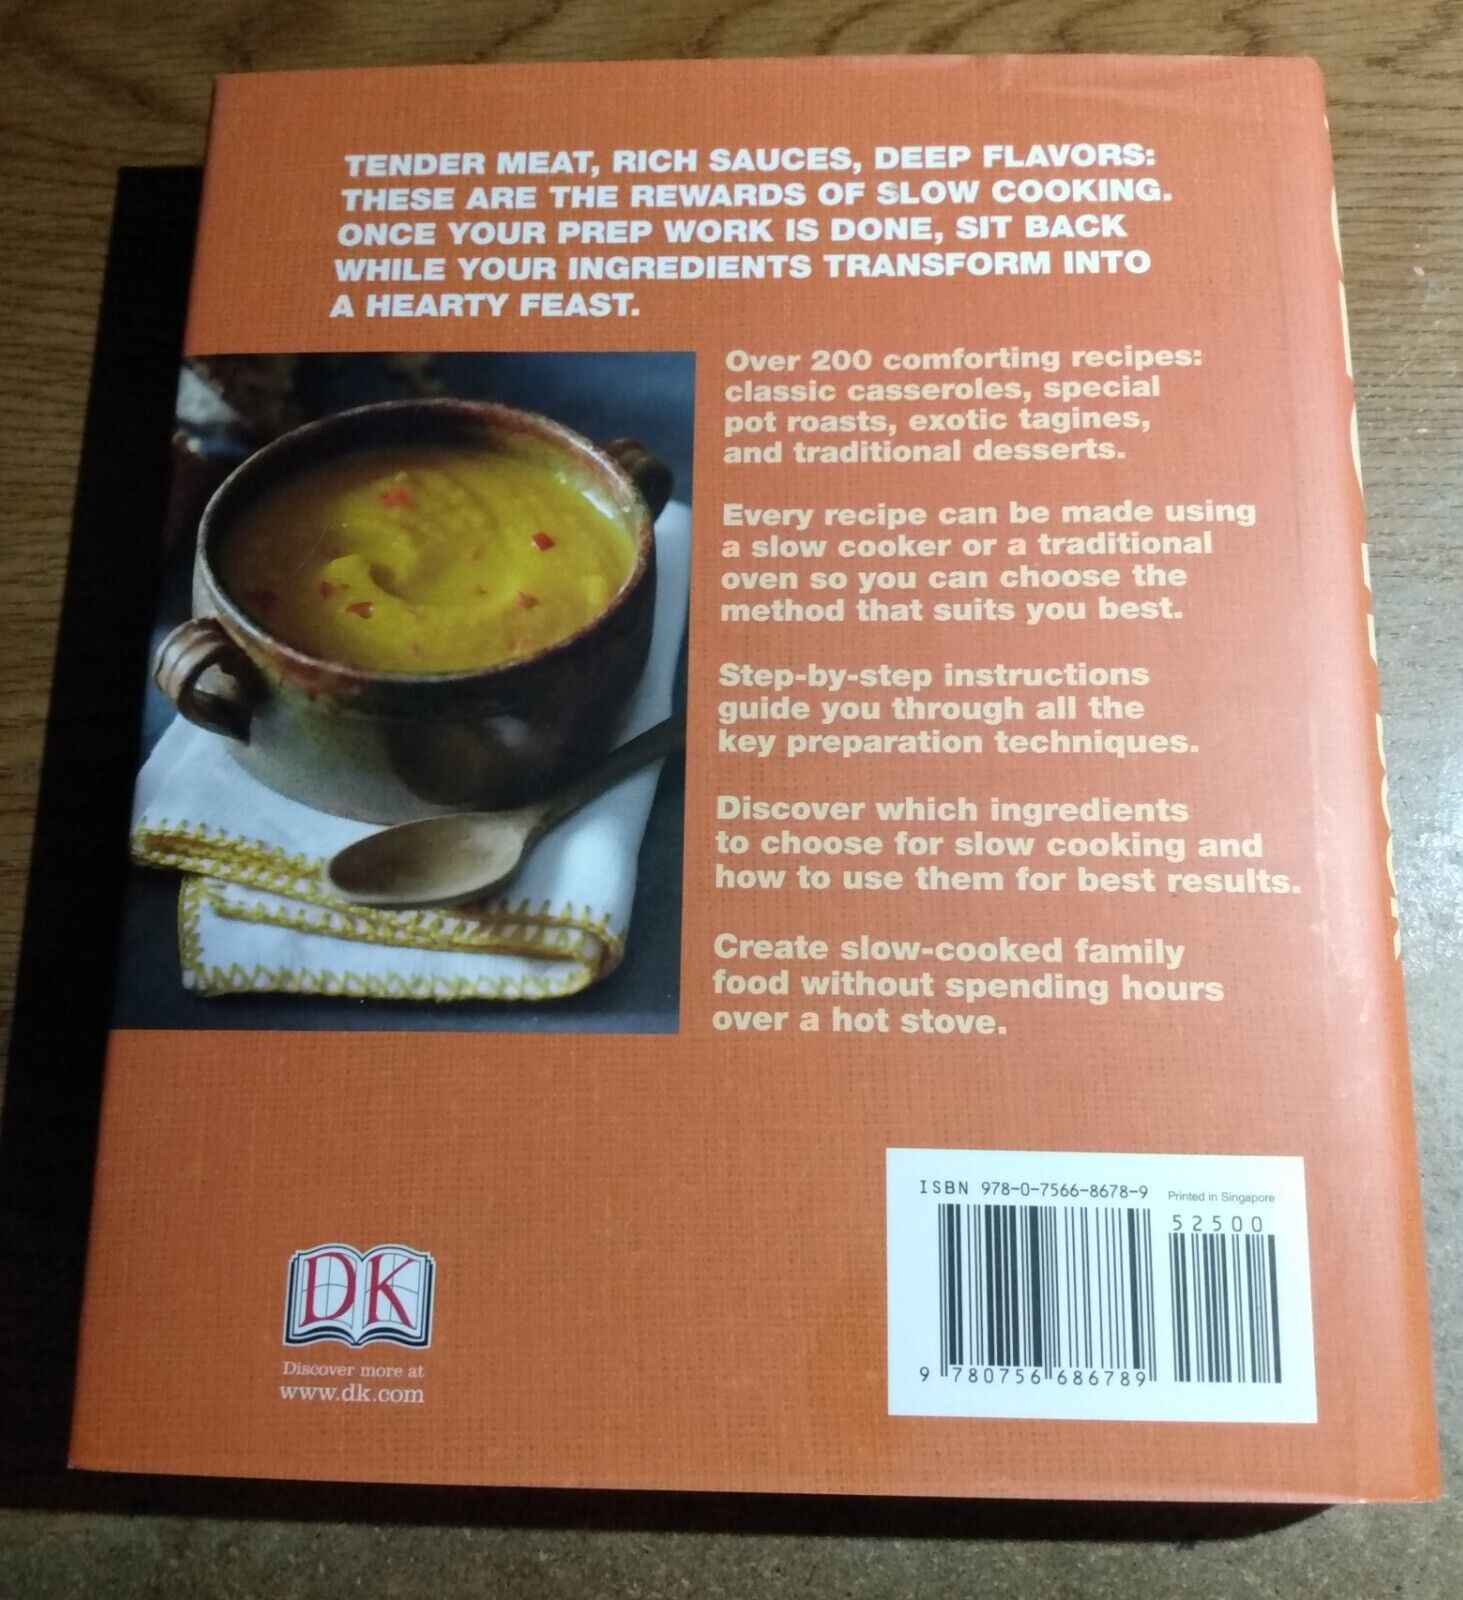 TENDER MEAT, RICH SAUCES, DEEP FLAVORS:
THESE ARE THE REWARDS OF SLOW COOKING.
ONCE YOUR PREP WORK IS DONE, SIT BACK
WHILE YOUR INGREDIENTS TRANSFORM INTO
A HEARTY FEAST.
Over 200 comforting recipes:
classic casseroles, special
pot roasts, exotic tagines,
and traditional desserts.
Every recipe can be made using
a slow cooker or a traditional
oven so you can choose the
method that suits you best.
Step-by-step instructions
guide you through all the
key preparation techniques.
Discover which ingredients
to choose for slow cooking and
how to use them for best results.
Create slow-cooked family
food without spending hours
over a hot stove.
DK
Discover more at
www.dk.com
ISBN 978-0-7566-8678-9
Printed in Singapore
52500
9 780756 686789